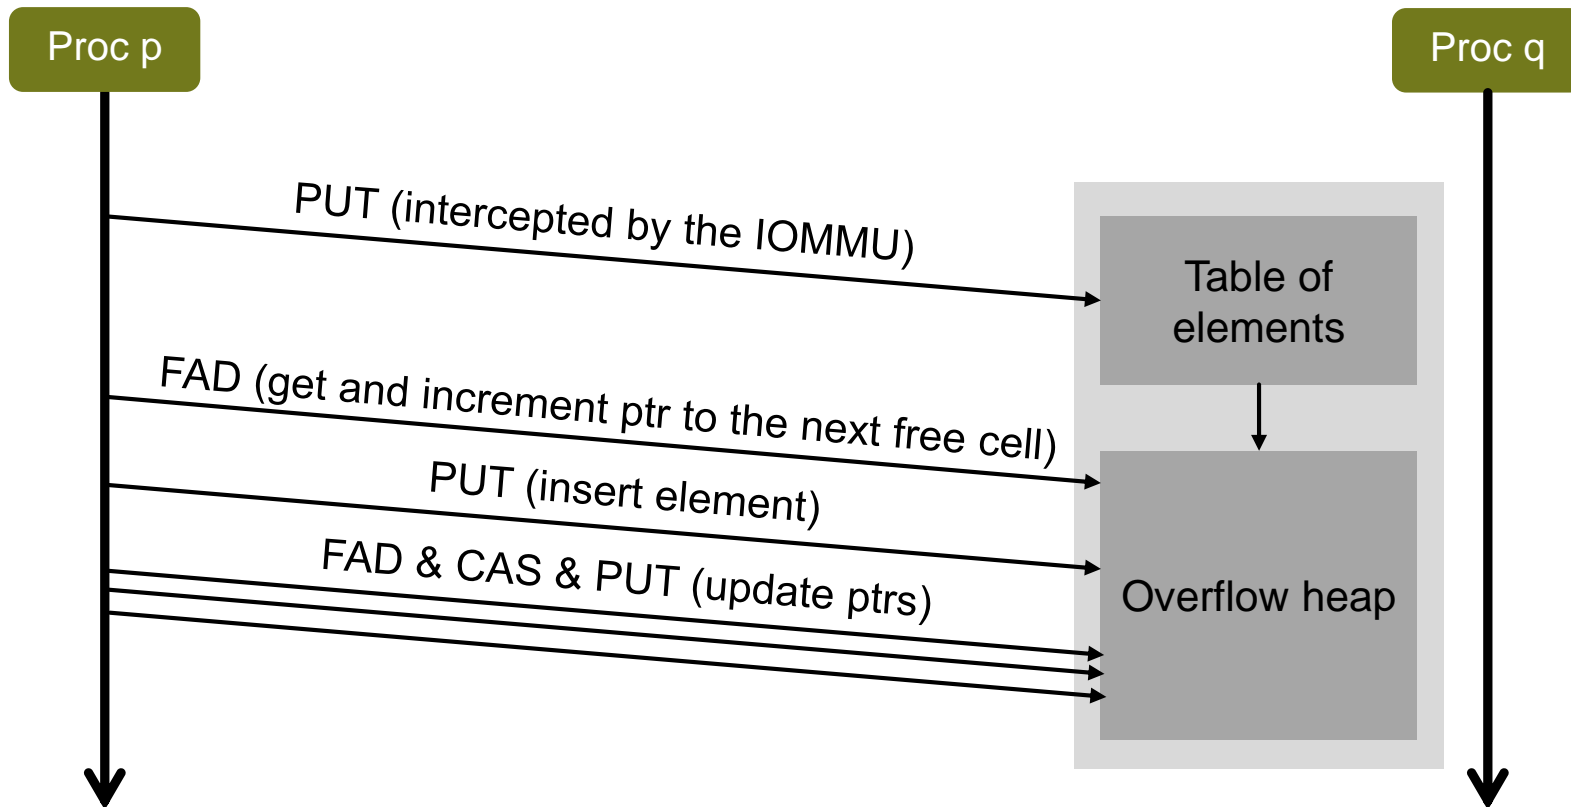 Proc p
Proc q
PUT (intercepted by the IOMMU)
Table of
elements
FAD (get and increment ptr to the next free cell)
PUT (insert element)
FAD & CAS & PUT (update ptrs)
Overflow heap